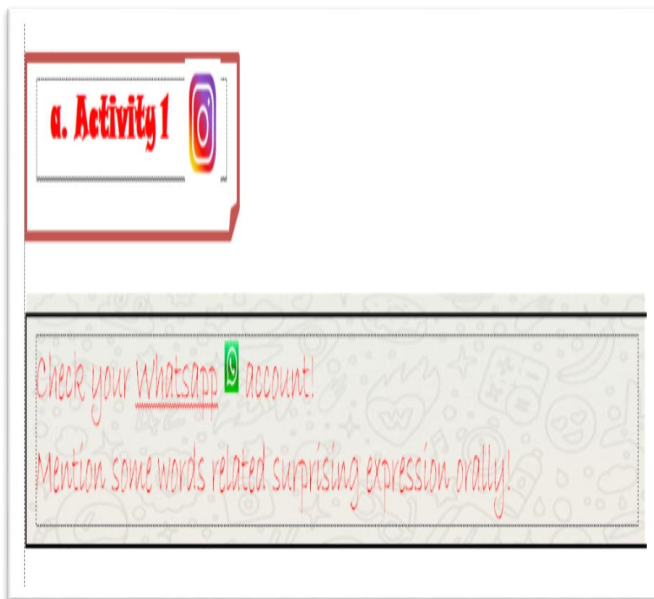 a. Activity 1
Check your Whatsapp account!
Mention some words related surprising expression orally!